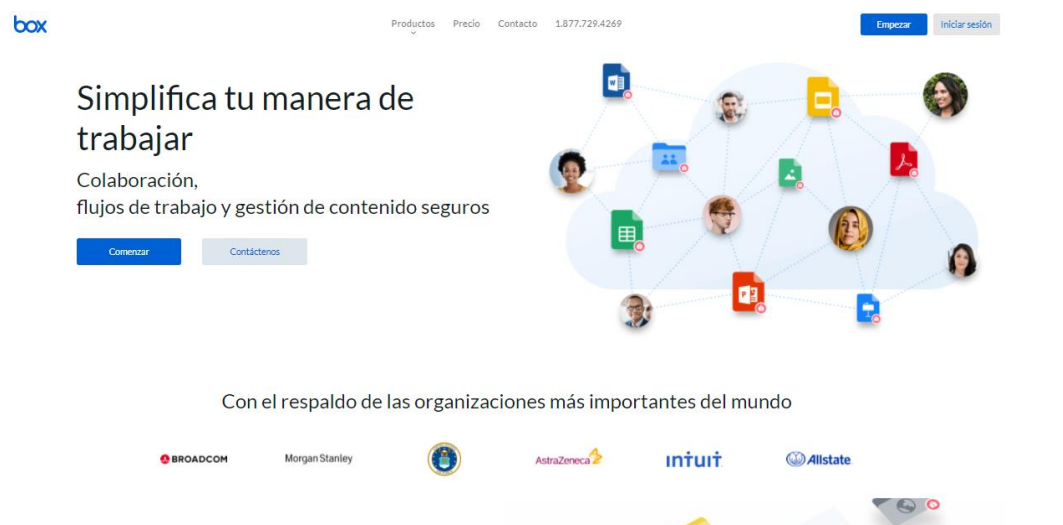 box
Productos Precio Contacto 1.877.729.4269
Empezar Iniciar sesión
Simplifica tu manera de
trabajar
Colaboración,
flujos de trabajo y gestión de contenido seguros
Comenzar Contáctenos
Con el respaldo de las organizaciones más importantes del mundo
BROADCOM Morgan Stanley AstraZeneca intuit Allstate